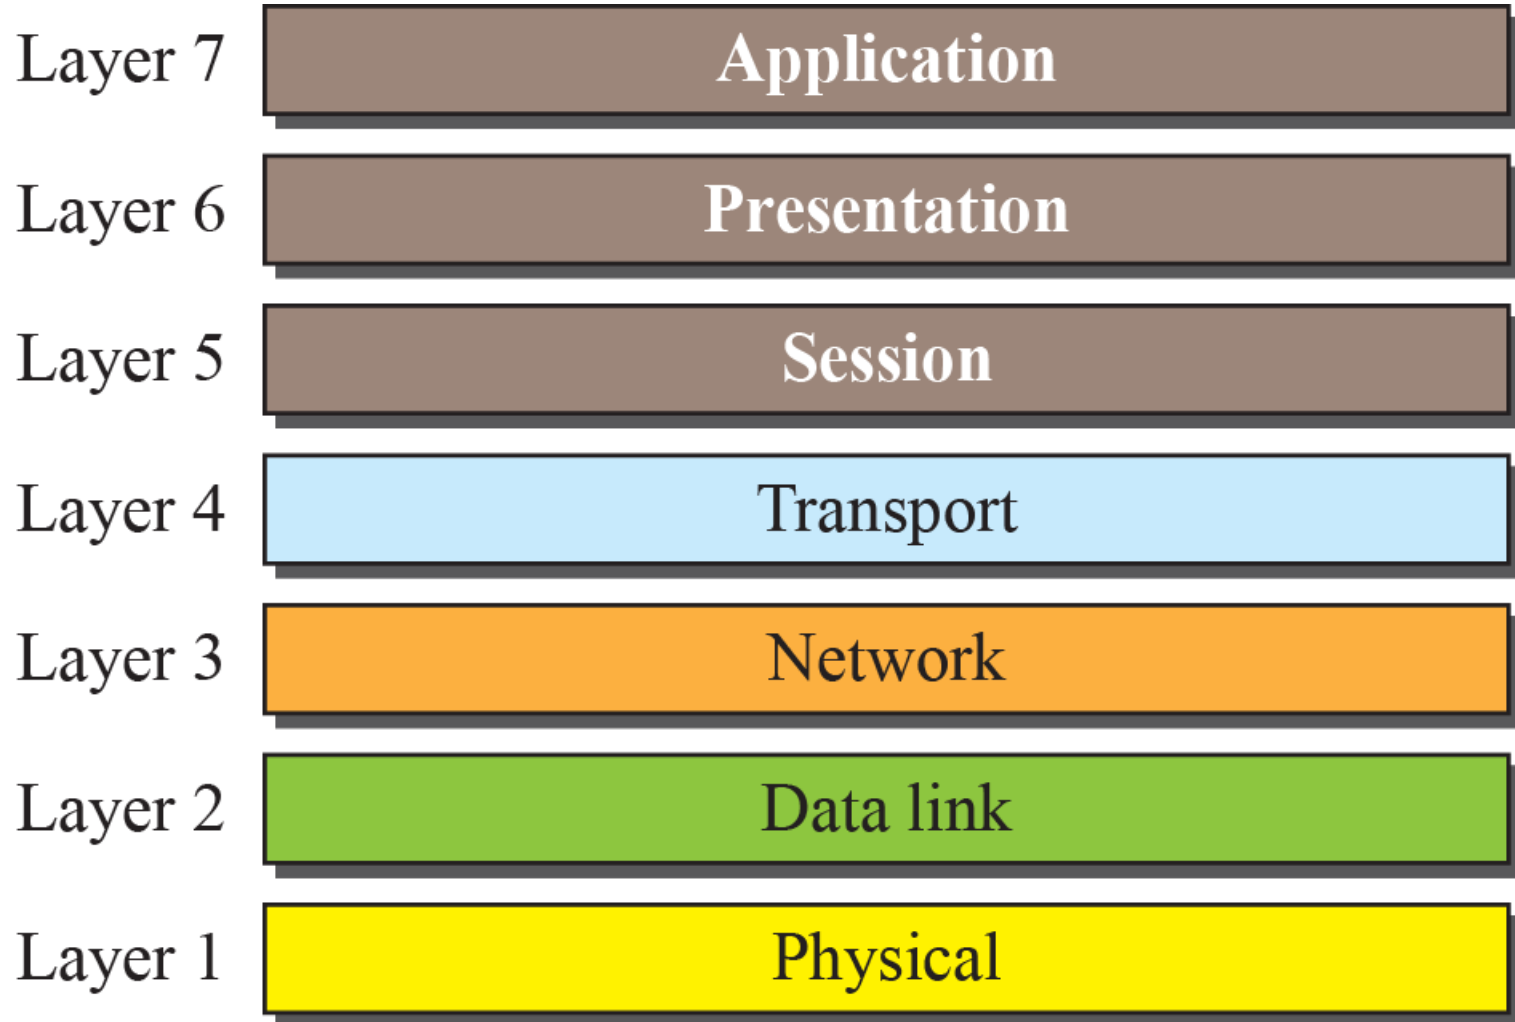 Layer 7 Application
Layer 6 Presentation
Layer 5 Session
Layer 4 Transport
Layer 3 Network
Layer 2 Data link
Layer 1 Physical